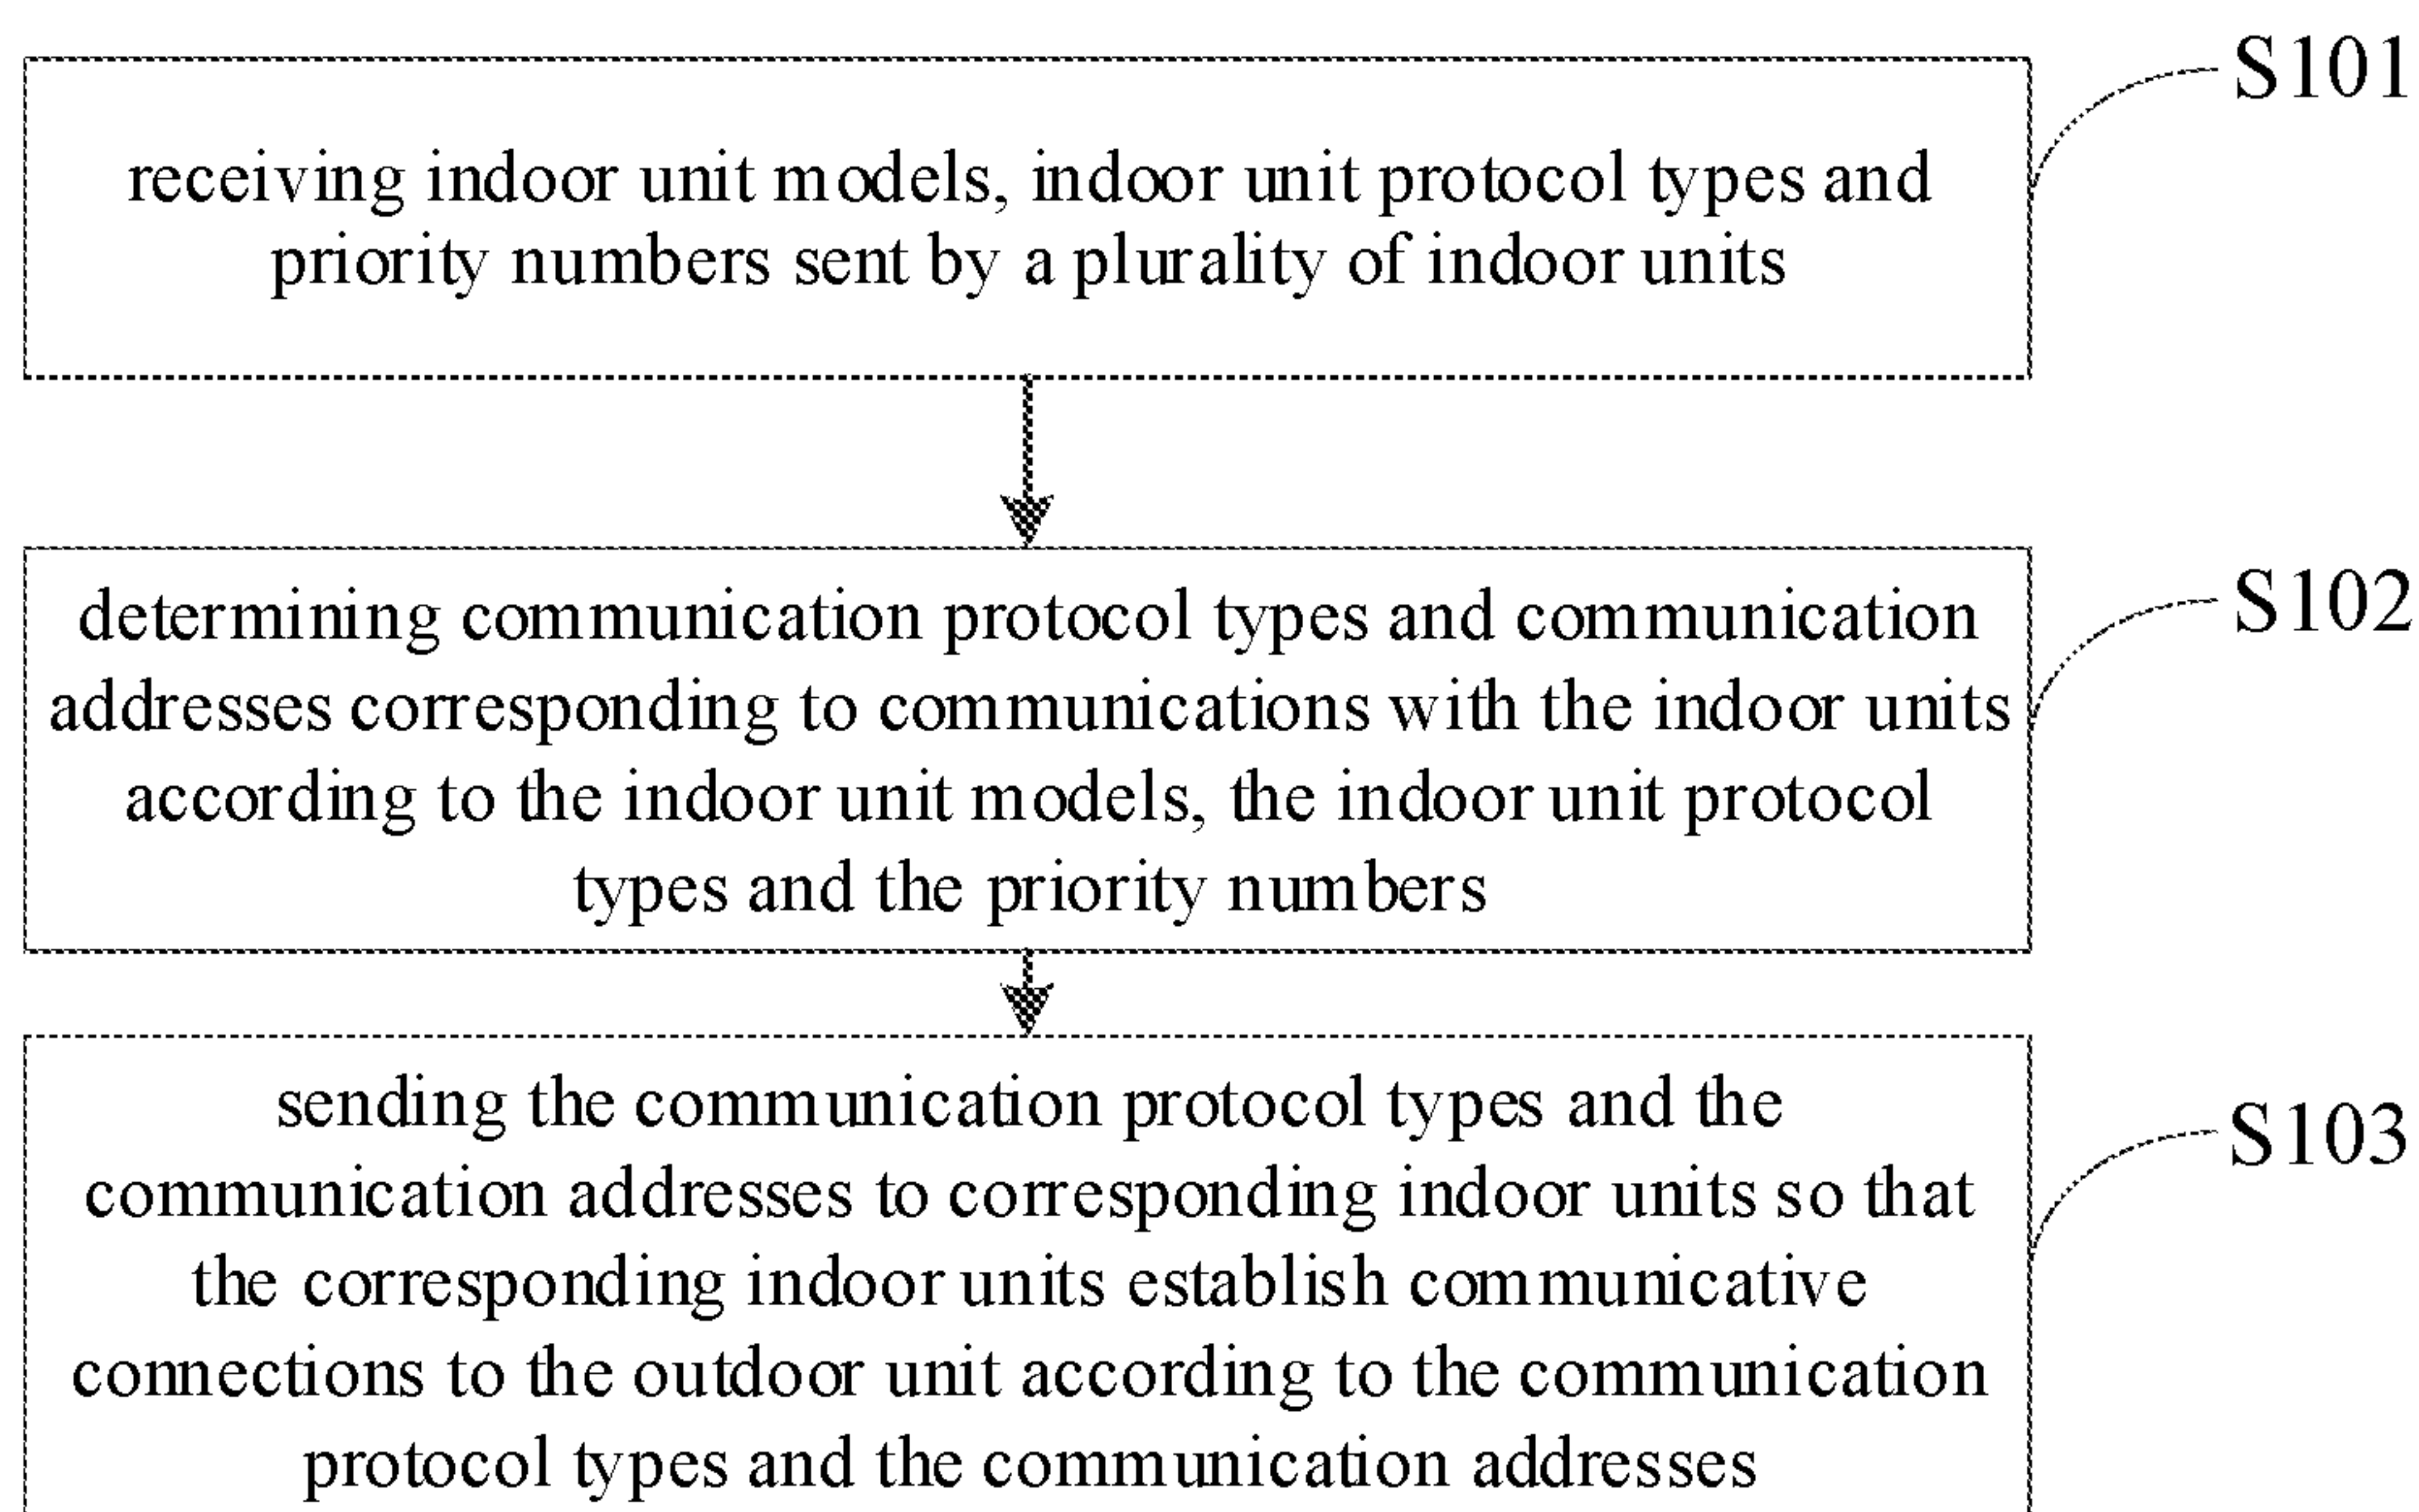 S101
receiving indoor unit models, indoor unit protocol types and
priority numbers sent by a plurality of indoor units
S102
determining communication protocol types and communication
addresses corresponding to communications with the indoor units
according to the indoor unit models, the indoor unit protocol
types and the priority numbers
S103
sending the communication protocol types and the
communication addresses to corresponding indoor units so that
the corresponding indoor units establish communicative
connections to the outdoor unit according to the communication
protocol types and the communication addresses